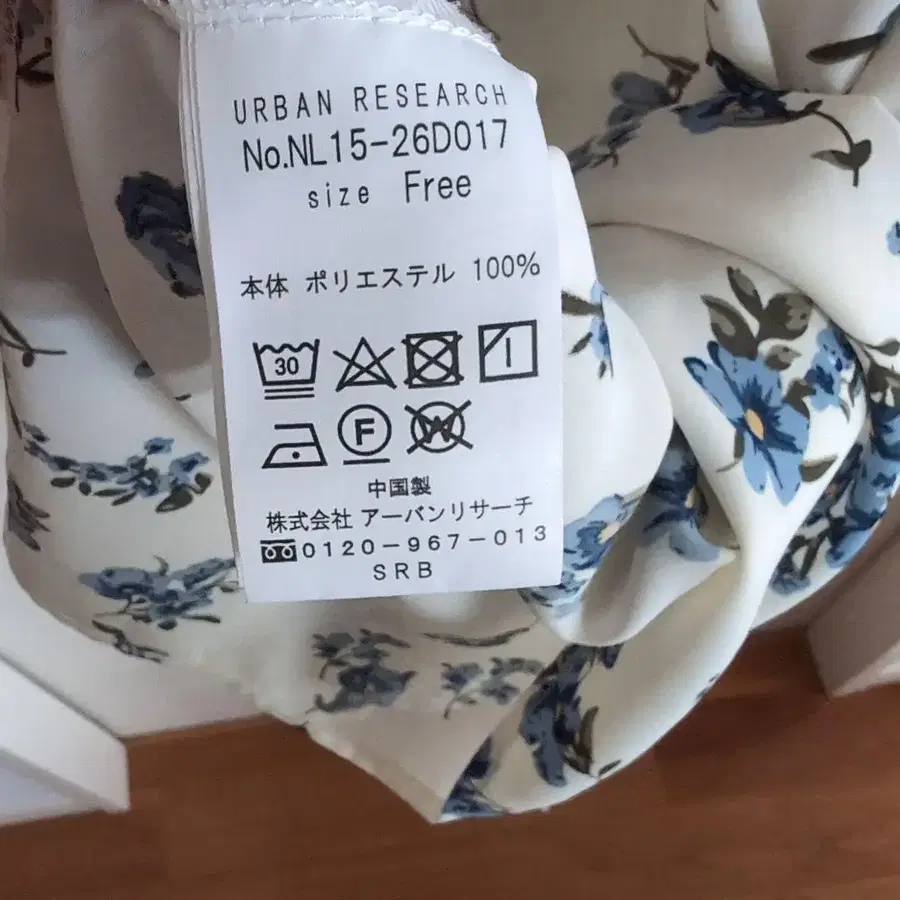 URBAN RESEARCH
No.NL15-26D017
size Free
本体 ポリエステル 100%
30
F
W
中国製
株式会社 アーバンリサーチ
0120-967-013
SRB